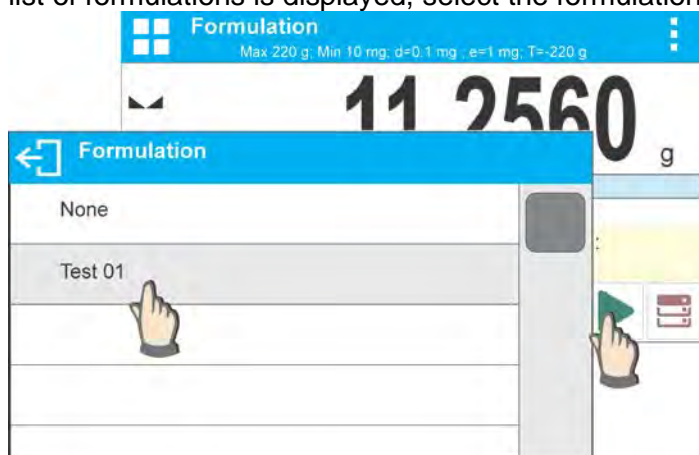 list of formulations is displayed, select the formulation
Formulation
Max 220 g; Min 10 mg; d=0.1 mg ; e=1 mg; T=-220 g
11.2560
g
Formulation
None
:
Test 01